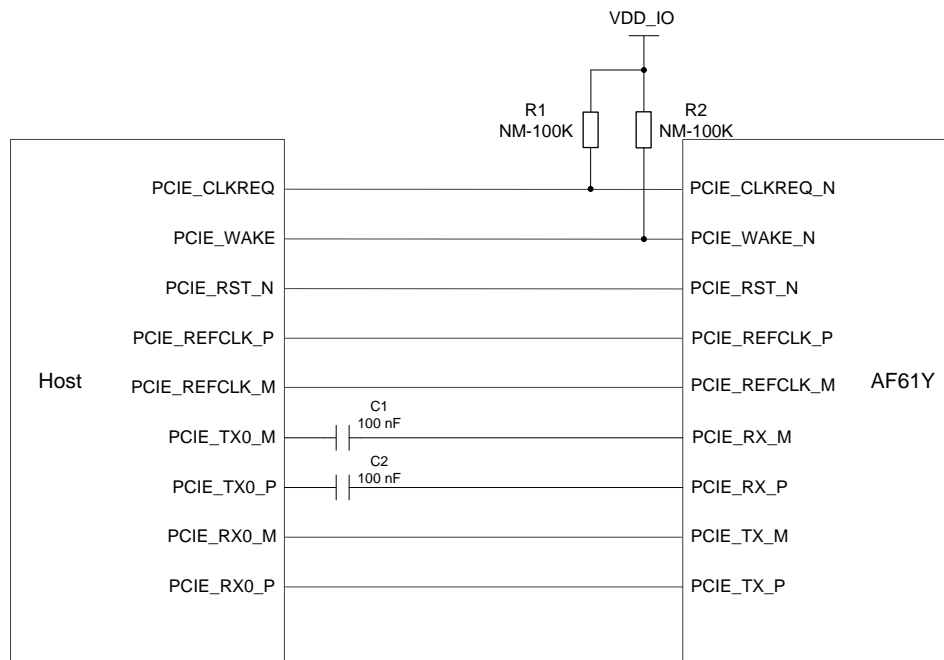 VDD_IO
R1
NM-100K
R2
NM-100K
PCIE_CLKREQ
PCIE_CLKREQ_N
PCIE_WAKE
PCIE_WAKE_N
PCIE_RST_N
PCIE_RST_N
PCIE_REFCLK_P
PCIE_REFCLK_P
Host
PCIE_REFCLK_M
PCIE_REFCLK_M
AF61Y
C1
100 nF
PCIE_TX0_M
PCIE_RX_M
C2
100 nF
PCIE_TX0_P
PCIE_RX_P
PCIE_RX0_M
PCIE_TX_M
PCIE_RX0_P
PCIE_TX_P